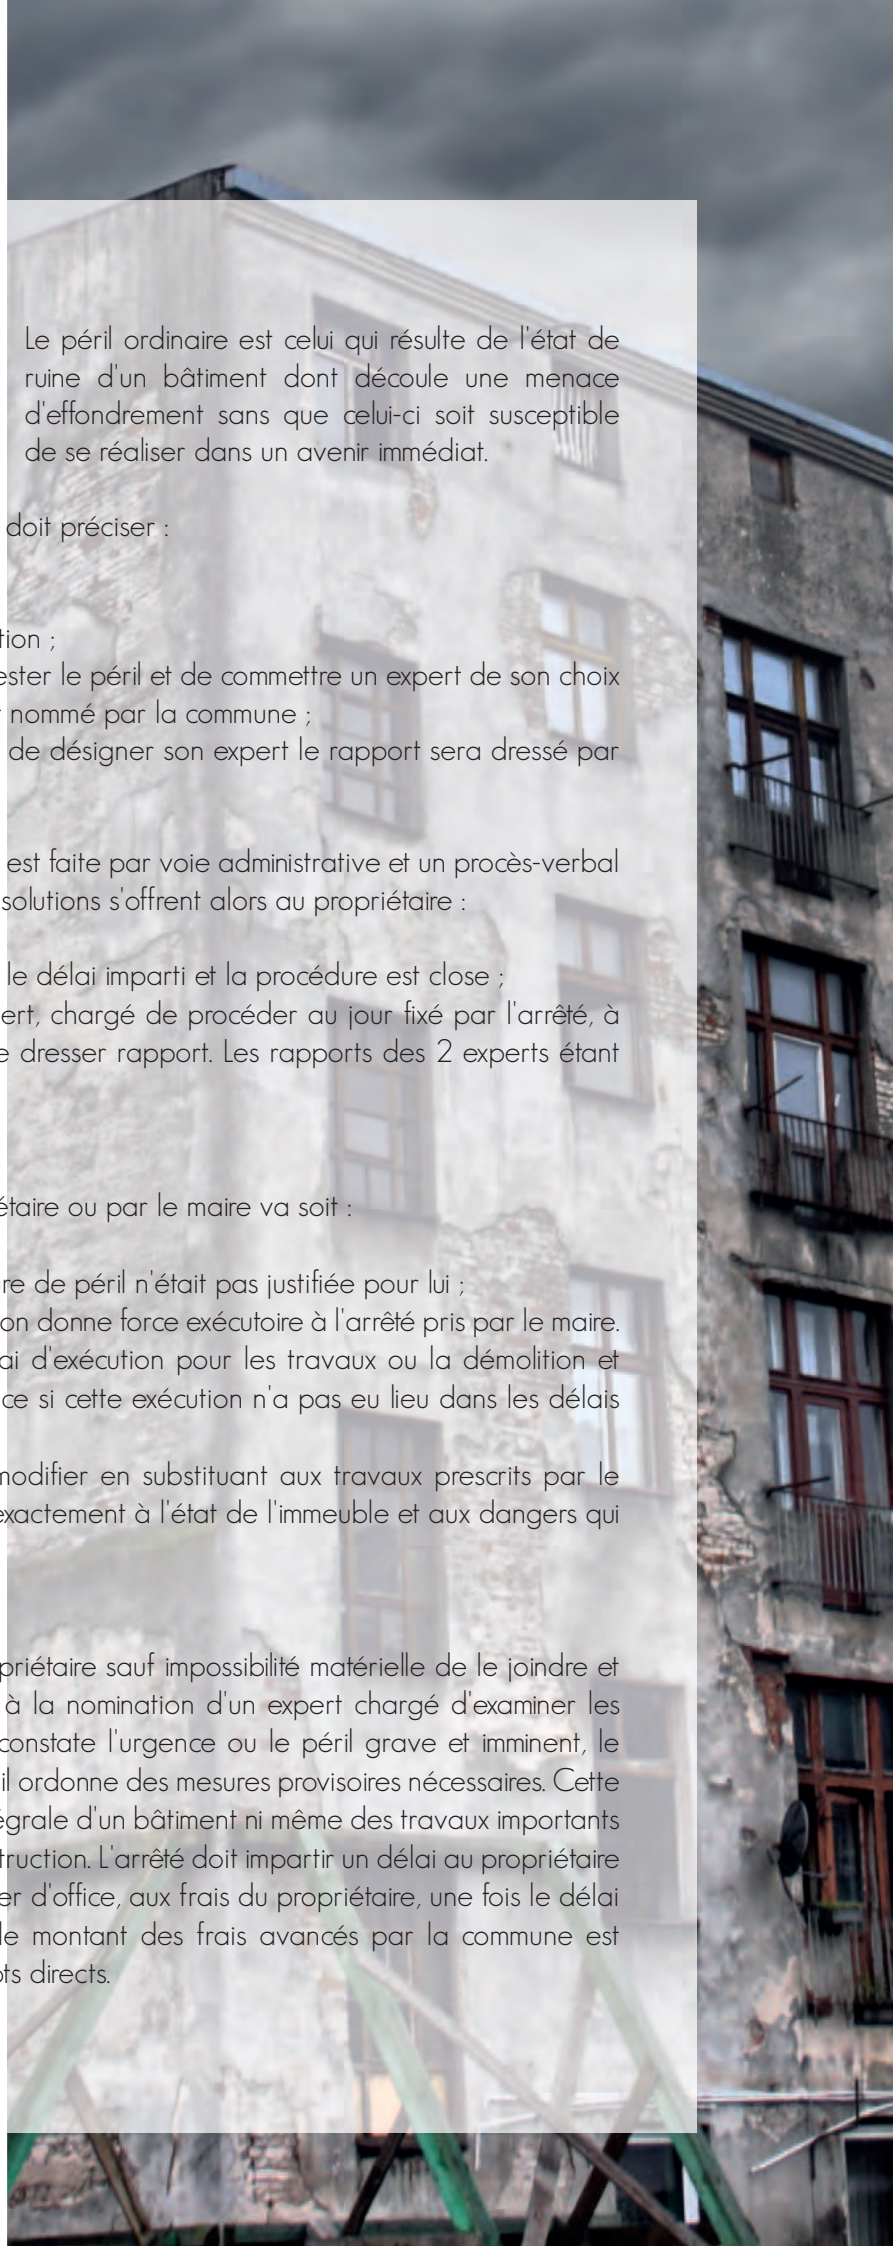 Le péril ordinaire est celui qui résulte de l'état de
ruine d'un bâtiment dont découle une menace
d'effondrement sans que celui-ci soit susceptible
de se réaliser dans un avenir immédiat.
doit préciser :
tion ;
ester le péril et de commettre un expert de son choix
nommé par la commune ;
de désigner son expert le rapport sera dressé par
est faite par voie administrative et un procès-verbal
solutions s'offrent alors au propriétaire :
le délai imparti et la procédure est close ;
ert, chargé de procéder au jour fixé par l'arrêté, à
e dresser rapport. Les rapports des 2 experts étant
étaire ou par le maire va soit :
re de péril n'était pas justifiée pour lui ;
on donne force exécutoire à l'arrêté pris par le maire.
ai d'exécution pour les travaux ou la démolition et
ce si cette exécution n'a pas eu lieu dans les délais
modifier en substituant aux travaux prescrits par le
exactement à l'état de l'immeuble et aux dangers qui
priétaire sauf impossibilité matérielle de le joindre et
à la nomination d'un expert chargé d'examiner les
constate l'urgence ou le péril grave et imminent, le
il ordonne des mesures provisoires nécessaires. Cette
égrale d'un bâtiment ni même des travaux importants
truction. L'arrêté doit impartir un délai au propriétaire
er d'office, aux frais du propriétaire, une fois le délai
le montant des frais avancés par la commune est
ots directs.